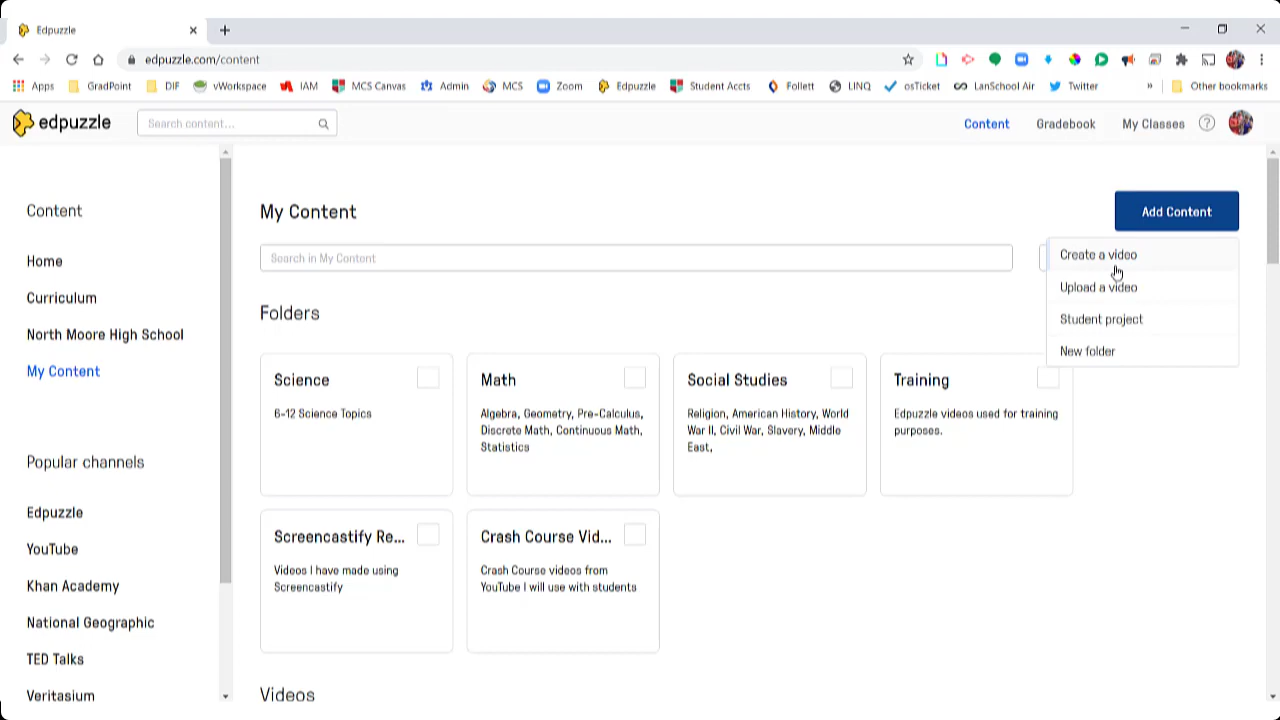 Edpuzzle
edpuzzle.com/content
Apps GradPoint DIF vWorkspace IAM MCS Canvas Admin MCS Zoom Edpuzzle Student Accts Follett LINQ osTicket LanSchool Air Twitter » Other bookmarks
edpuzzle Search content... Content Gradebook My Classes ?
Content
Home
Curriculum
North Moore High School
My Content
Popular channels
Edpuzzle
YouTube
Khan Academy
National Geographic
TED Talks
Veritasium
My Content
Add Content
Search in My Content
Create a video
Upload a video
Student project
New folder
Folders
Science
6-12 Science Topics
Math
Algebra, Geometry, Pre-Calculus,
Discrete Math, Continuous Math,
Statistics
Social Studies
Religion, American History, World
War II, Civil War, Slavery, Middle
East,
Training
Edpuzzle videos used for training
purposes.
Screencastify Re...
Videos I have made using
Screencastify
Crash Course Vid...
Crash Course videos from
YouTube I will use with students
Videos